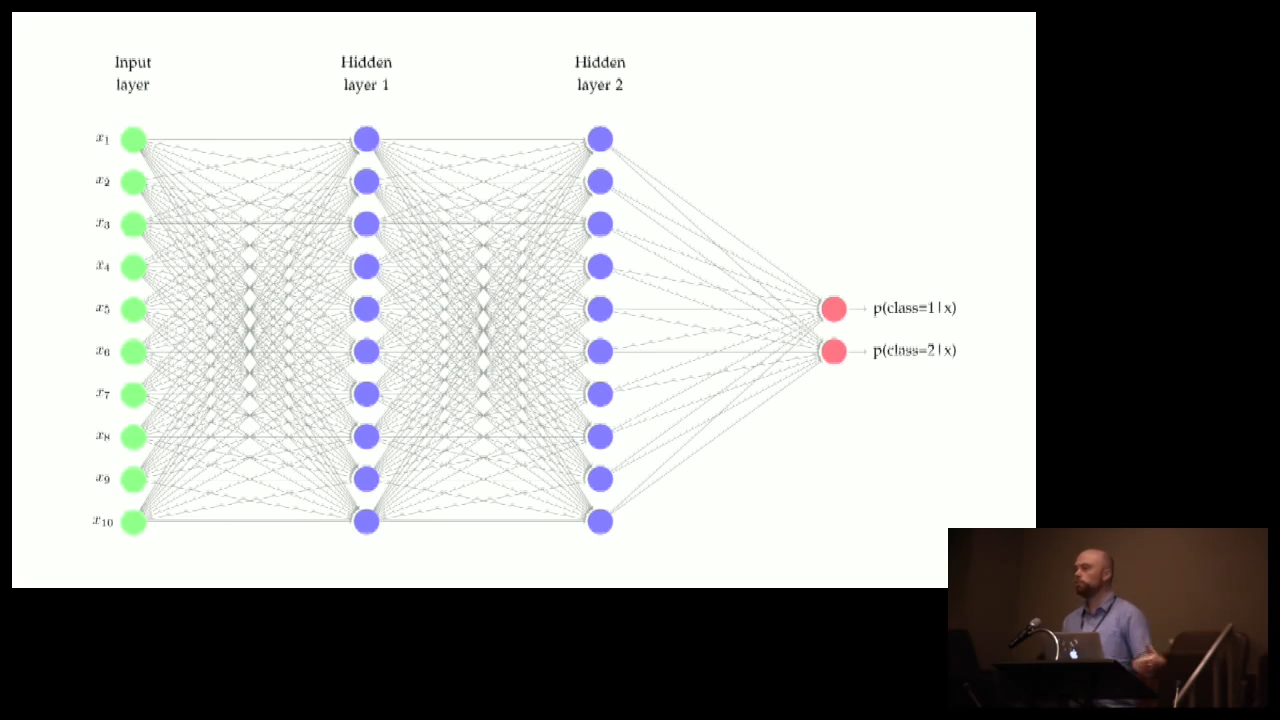 Input
layer
Hidden
layer 1
Hidden
layer 2
x1
x2
x3
x4
x5
x6
x7
x8
x9
x10
p(class=1|x)
p(class=2|x)